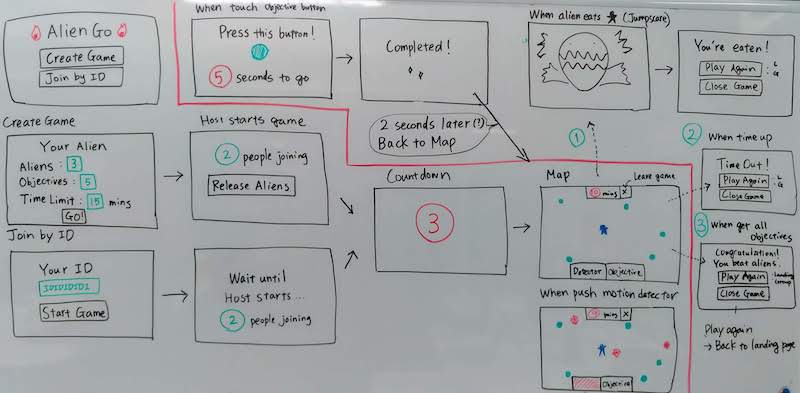 Alien Go
Create Game
Join by ID
When touch objective button
Press this button!
5 seconds to go
Completed!
2 seconds later(?)
Back to Map
When alien eats (Jumpscare)
You're eaten!
Play Again
Close Game
Create Game
Your Alien
Aliens : 3
Objectives : 5
Time Limit : 15 mins
GO!
Host starts game
2 people joining
Release Aliens
Join by ID
Your ID
IDIDIDID1
Start Game
Wait until
Host starts...
2 people joining
Countdown
3
1
Map
Leave game
10 mins X
Detector Objective
When push motion detector
mins X
Objective
2 When time up
Time Out!
Play Again
Close Game
3 When get all
objectives
Congratulation!
You beat aliens.
Play Again
Close Game
Play again
→ Back to landing page